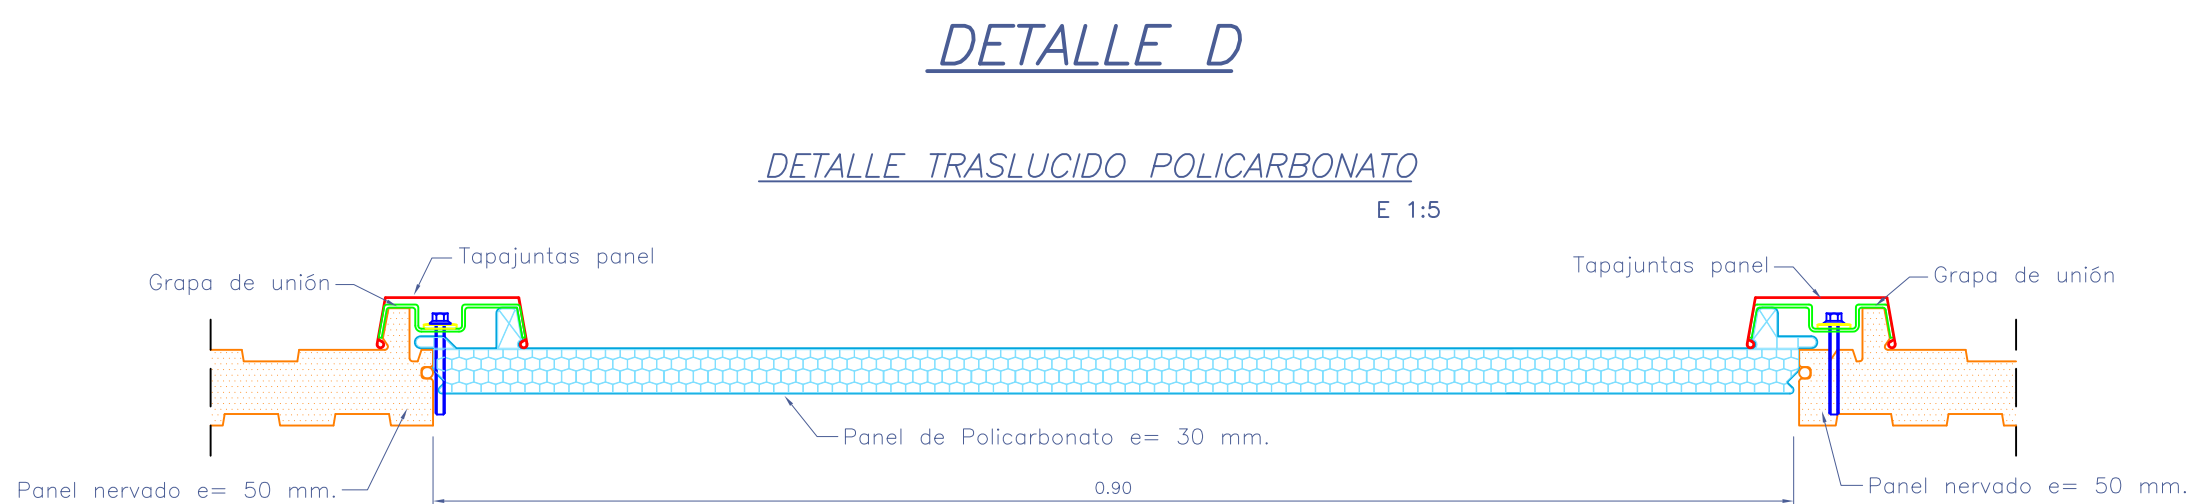 DETALLE D
DETALLE TRASLUCIDO POLICARBONATO
E 1:5
Tapajuntas panel
Grapa de unión
Tapajuntas panel
Grapa de unión
Panel de Policarbonato e= 30 mm.
Panel nervado e= 50 mm.
0.90
Panel nervado e= 50 mm.